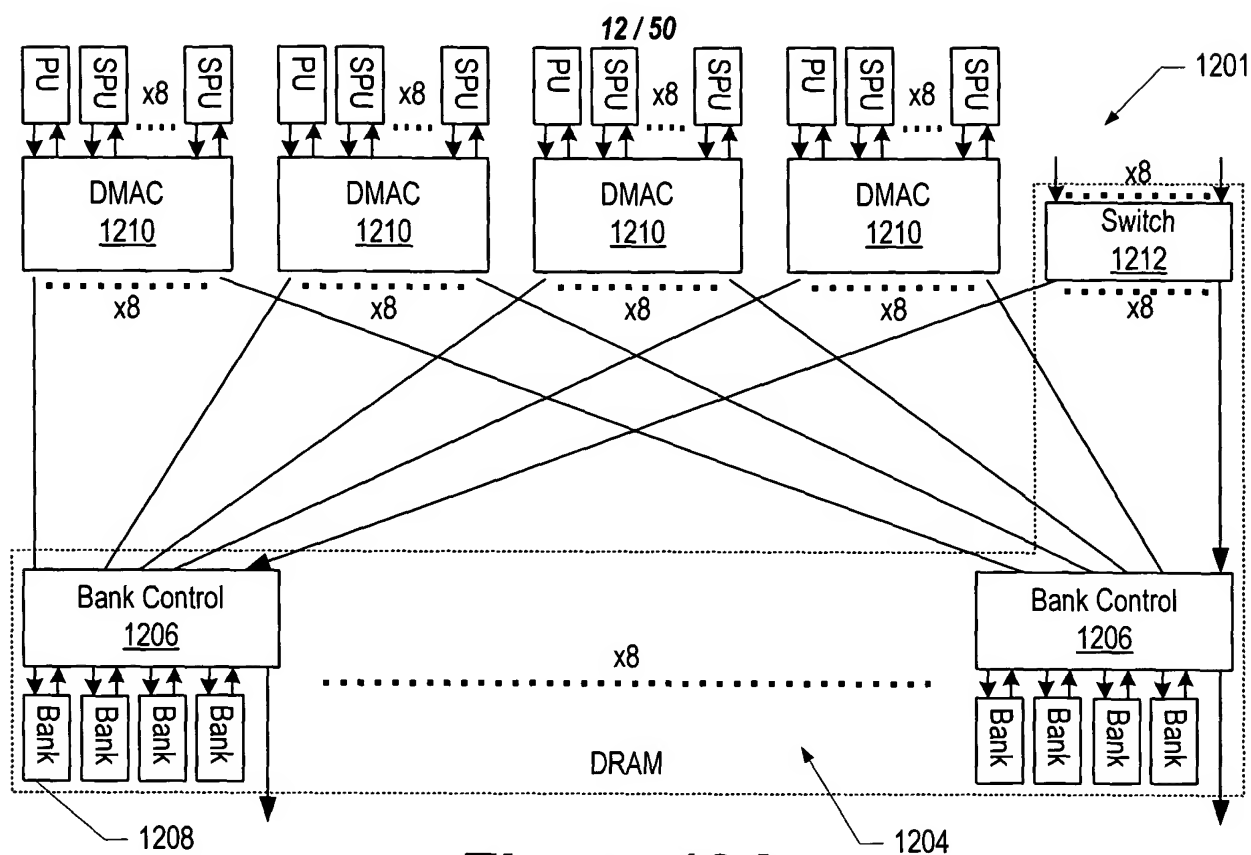 12 / 50
PU SPU x8 SPU PU SPU x8 SPU PU SPU x8 SPU PU SPU x8 SPU
1201
DMAC DMAC DMAC DMAC
1210 1210 1210 1210
x8
Switch
1212
x8 x8 x8 x8 x8
Bank Control Bank Control
1206 1206
x8
Bank Bank Bank Bank Bank Bank Bank Bank
DRAM
1208
1204